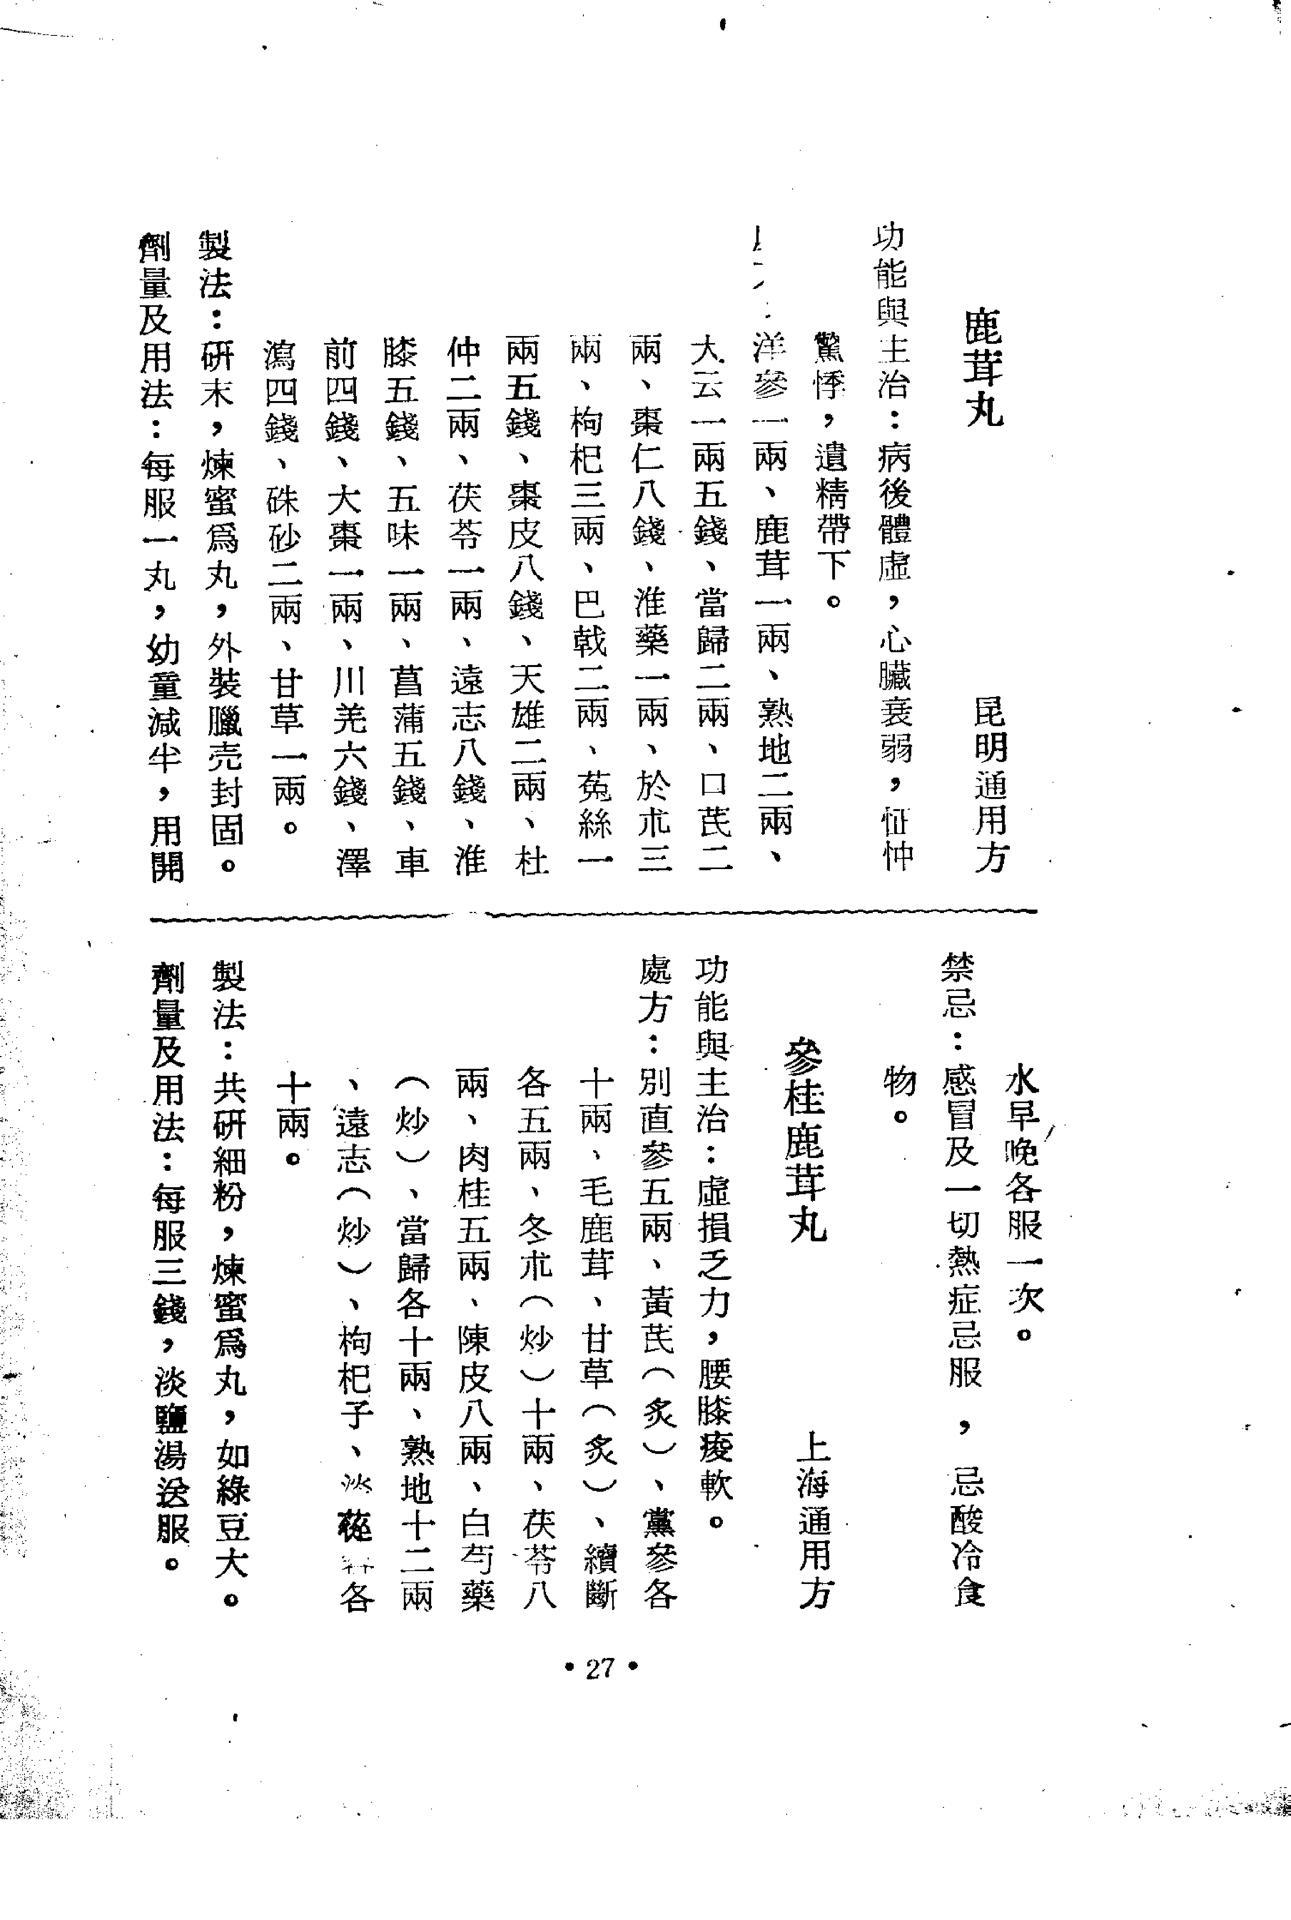 鹿茸丸　昆明通用方
功能與主治：病後體虛，心臟衰弱，怔忡
驚悸，遺精帶下。
洋參一兩、鹿茸一兩、熟地二兩、
大云一兩五錢、當歸二兩、口芪二
兩、棗仁八錢、淮藥一兩、於朮三
兩、枸杞三兩、巴戟二兩、菟絲一
兩五錢、棗皮八錢、天雄二兩、杜
仲二兩、茯苓一兩、遠志八錢、淮
膝五錢、五味一兩、菖蒲五錢、車
前四錢、大棗一兩、川羌六錢、澤
瀉四錢、硃砂二兩、甘草一兩。
製法：研末，煉蜜爲丸，外裝臘壳封固。
劑量及用法：每服一丸，幼童減半，用開
水早晚各服一次。
禁忌：感冒及一切熱症忌服，忌酸冷食
物。
參桂鹿茸丸　上海通用方
功能與主治：虛損乏力，腰膝痠軟。
處方：別直參五兩、黃芪（炙）、黨參各
十兩、毛鹿茸、甘草（炙）、續斷
各五兩、冬朮（炒）十兩、茯苓八
兩、肉桂五兩、陳皮八兩、白芍藥
（炒）、當歸各十兩、熟地十二兩
、遠志（炒）、枸杞子、淡蓯蓉各
十兩。
製法：共研細粉，煉蜜爲丸，如綠豆大。
劑量及用法：每服三錢，淡鹽湯送服。
• 27 •